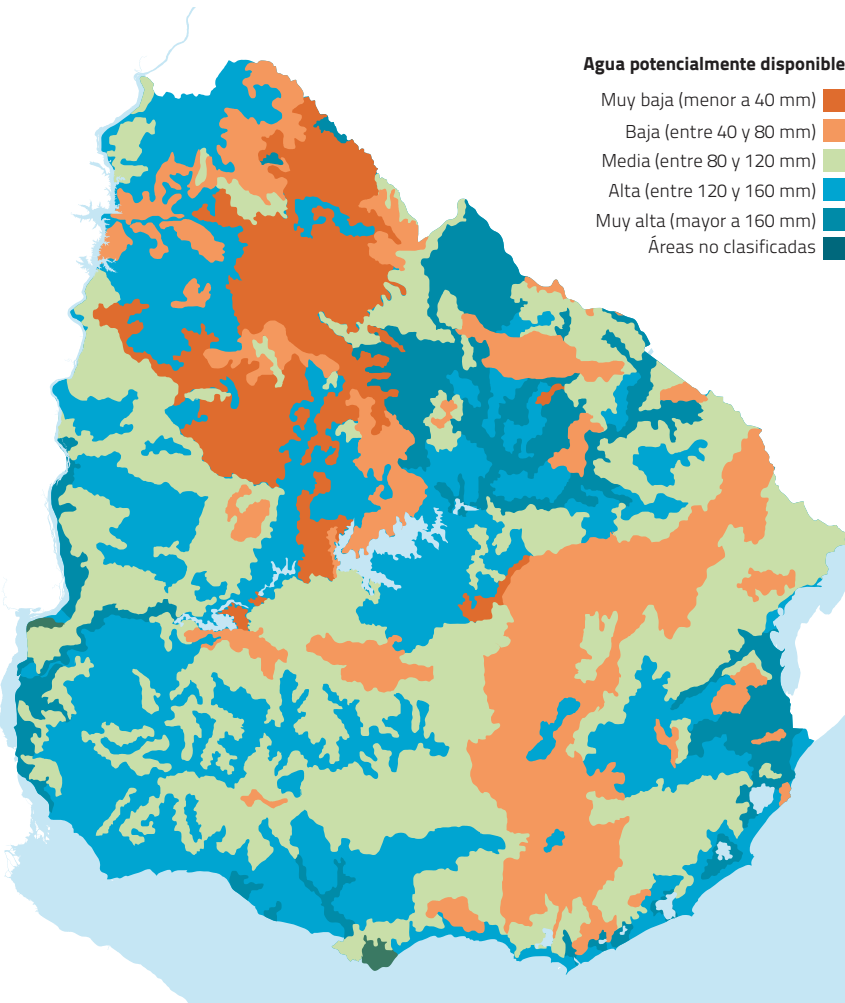 Agua potencialmente disponible
Muy baja (menor a 40 mm)
Baja (entre 40 y 80 mm)
Media (entre 80 y 120 mm)
Alta (entre 120 y 160 mm)
Muy alta (mayor a 160 mm)
Áreas no clasificadas